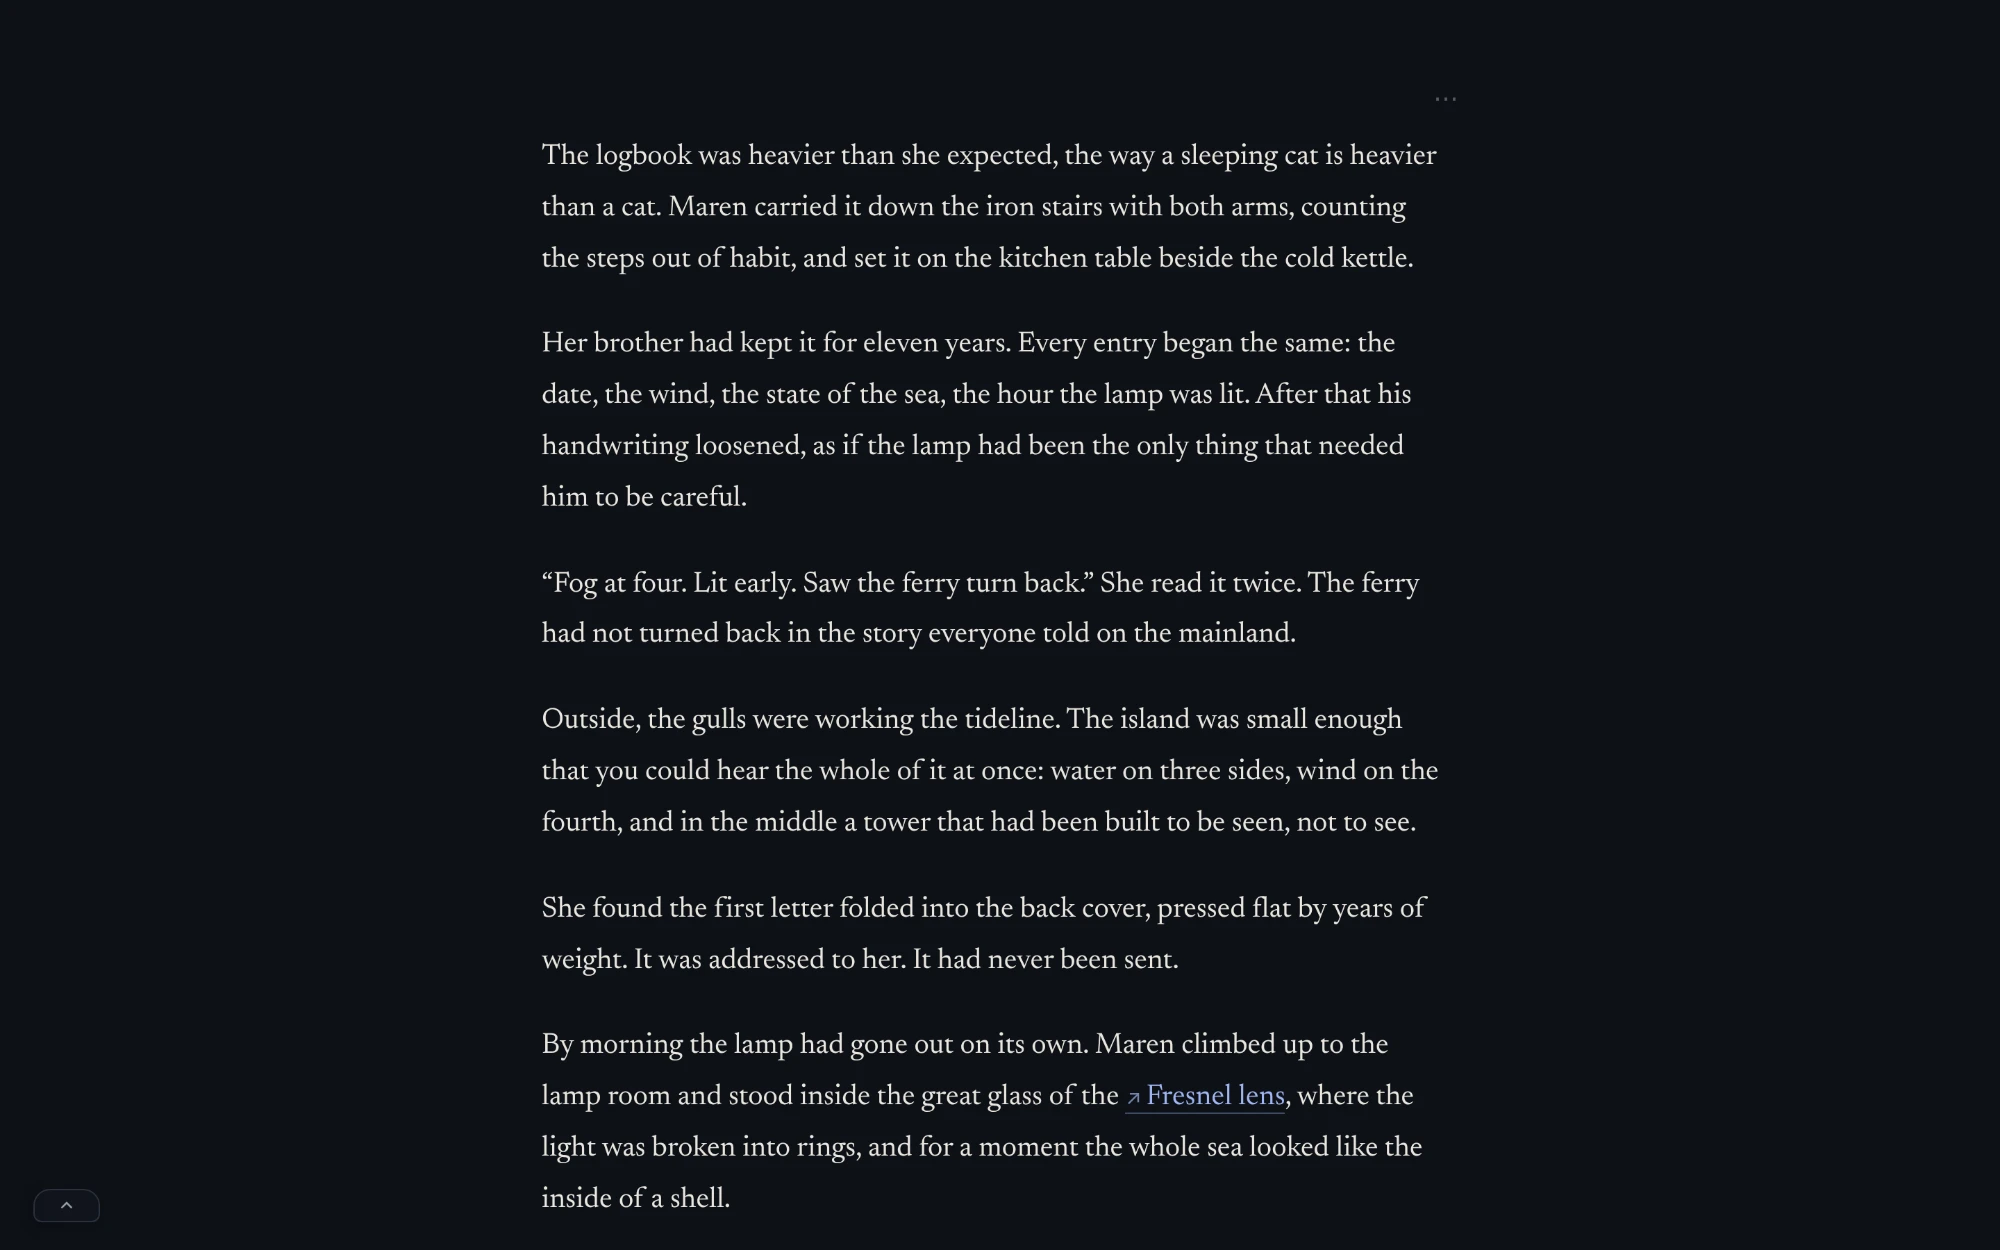 The logbook was heavier than she expected, the way a sleeping cat is heavier
than a cat. Maren carried it down the iron stairs with both arms, counting
the steps out of habit, and set it on the kitchen table beside the cold kettle.
Her brother had kept it for eleven years. Every entry began the same: the
date, the wind, the state of the sea, the hour the lamp was lit. After that his
handwriting loosened, as if the lamp had been the only thing that needed
him to be careful.
“Fog at four. Lit early. Saw the ferry turn back.” She read it twice. The ferry
had not turned back in the story everyone told on the mainland.
Outside, the gulls were working the tideline. The island was small enough
that you could hear the whole of it at once: water on three sides, wind on the
fourth, and in the middle a tower that had been built to be seen, not to see.
She found the first letter folded into the back cover, pressed flat by years of
weight. It was addressed to her. It had never been sent.
By morning the lamp had gone out on its own. Maren climbed up to the
lamp room and stood inside the great glass of the ↗ Fresnel lens, where the
light was broken into rings, and for a moment the whole sea looked like the
inside of a shell.